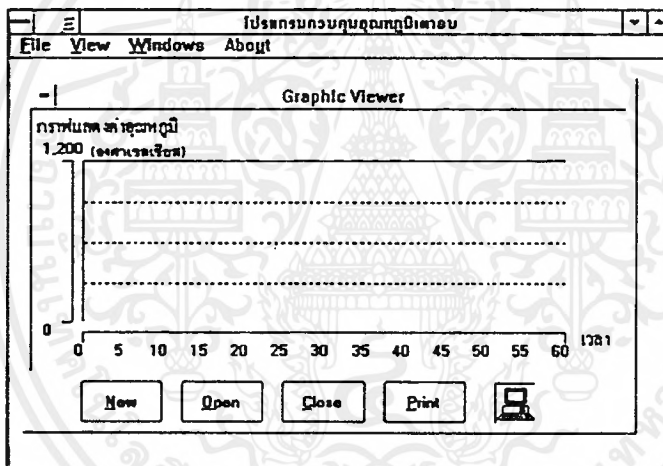 โปรแกรมควบคุมอุณหภูมิเตาอบ
File View Windows About
Graphic Viewer
กราฟแสดงค่าอุณหภูมิ
1,200 (องศาเซลเซียส)
0
0 5 10 15 20 25 30 35 40 45 50 55 60 เวลา
New Open Close Print